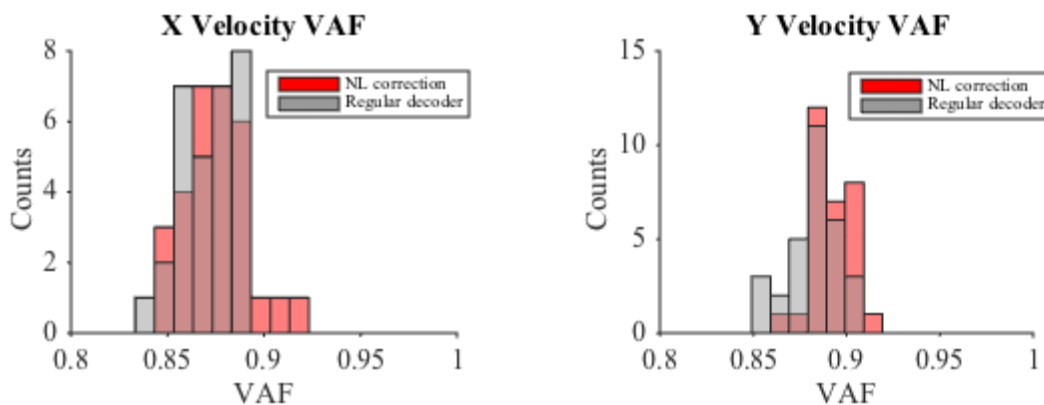 X Velocity VAF
8
6
4
2
0
Counts
NL correction
Regular decoder
0.8 0.85 0.9 0.95 1
VAF
Y Velocity VAF
15
10
5
0
Counts
NL correction
Regular decoder
0.8 0.85 0.9 0.95 1
VAF